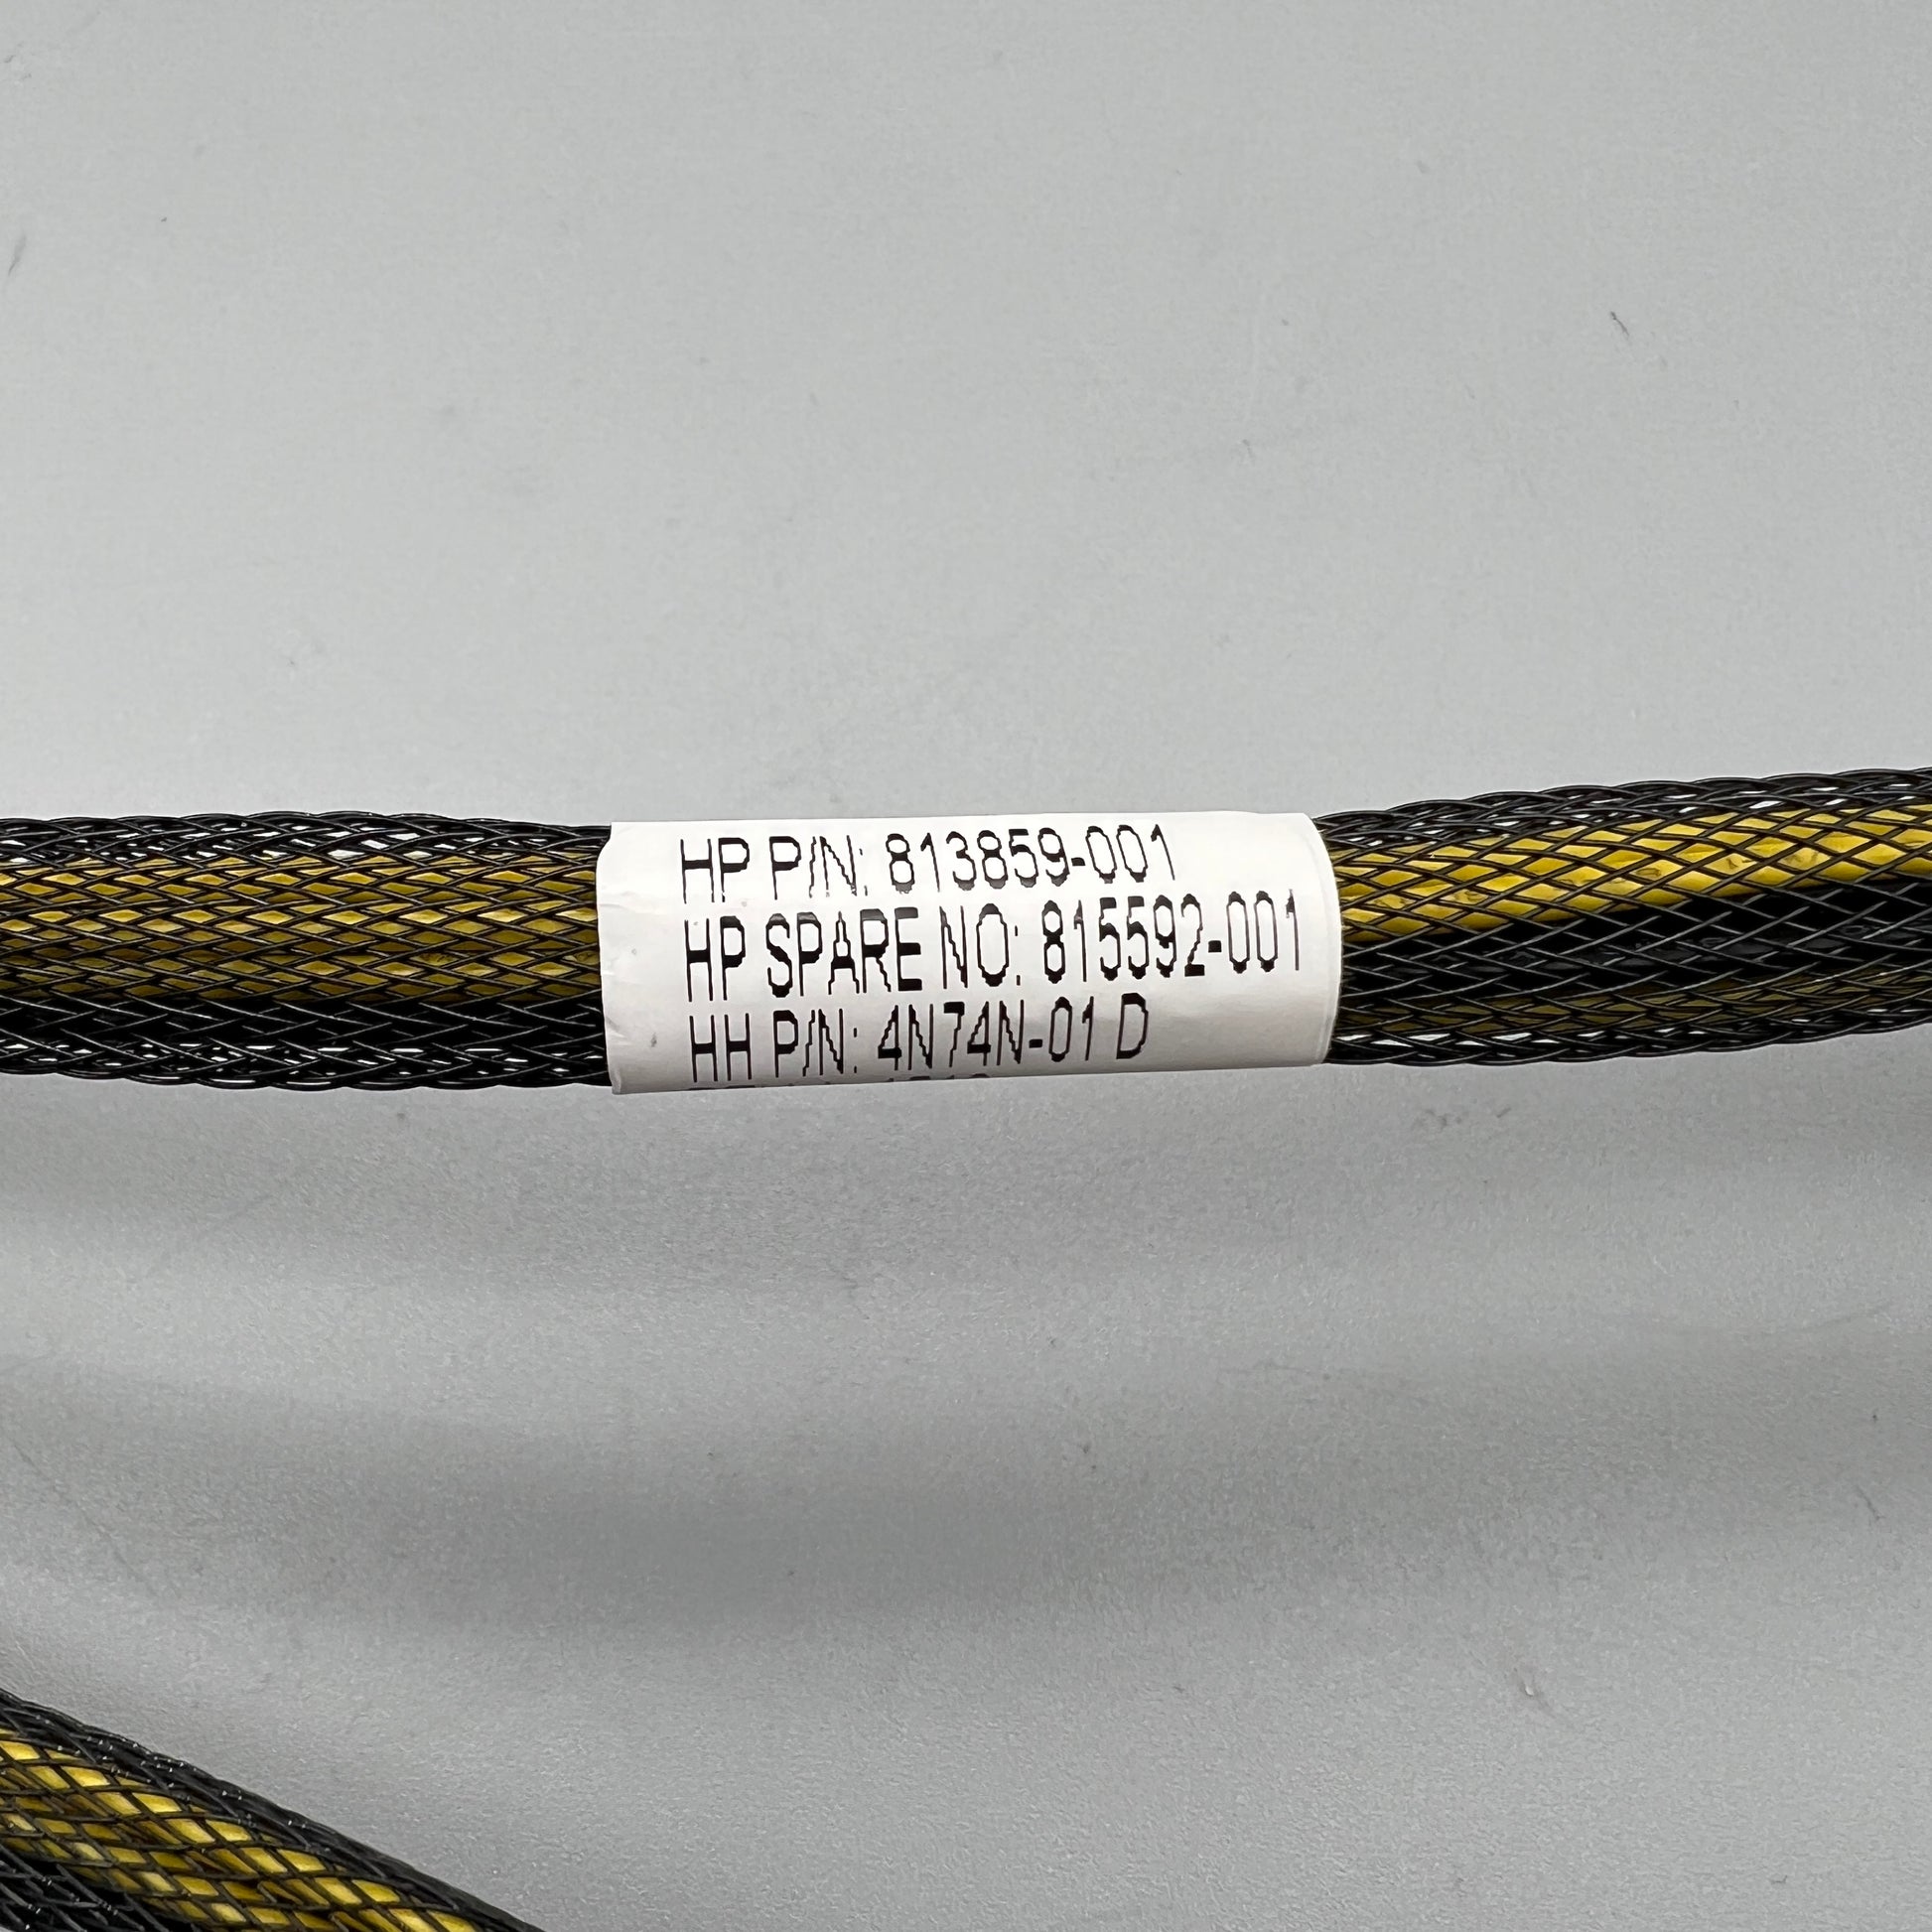 HP P/N: 813859-001
HP SPARE NO: 815592-001
HH P/N: 4N74N-01 D